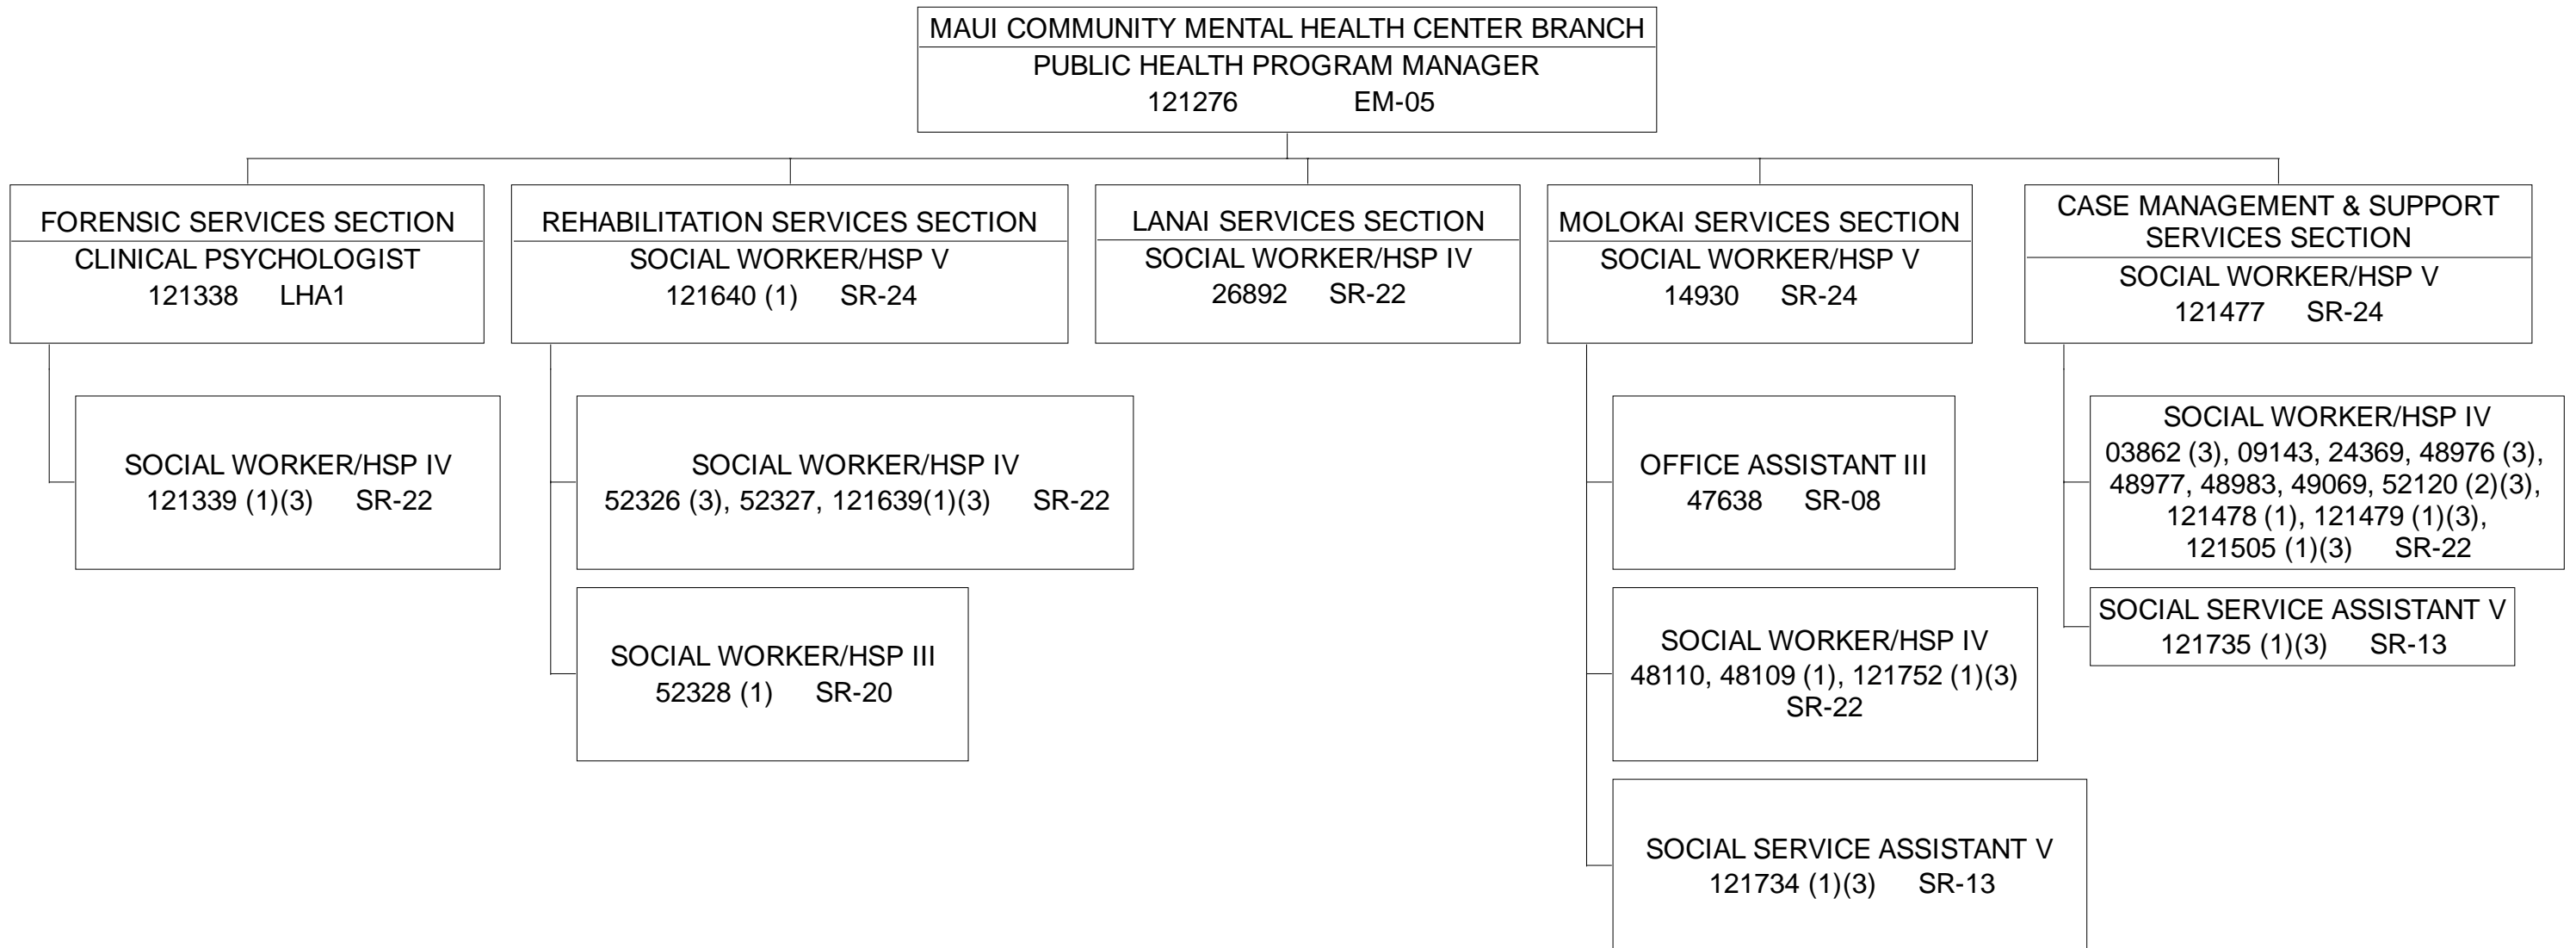 MAUI COMMUNITY MENTAL HEALTH CENTER BRANCH
PUBLIC HEALTH PROGRAM MANAGER
121276 EM-05
FORENSIC SERVICES SECTION
CLINICAL PSYCHOLOGIST
121338 LHA1
REHABILITATION SERVICES SECTION
SOCIAL WORKER/HSP V
121640 (1) SR-24
LANAI SERVICES SECTION
SOCIAL WORKER/HSP IV
26892 SR-22
MOLOKAI SERVICES SECTION
SOCIAL WORKER/HSP V
14930 SR-24
CASE MANAGEMENT & SUPPORT
SERVICES SECTION
SOCIAL WORKER/HSP V
121477 SR-24
SOCIAL WORKER/HSP IV
121339 (1)(3) SR-22
SOCIAL WORKER/HSP IV
52326 (3), 52327, 121639(1)(3) SR-22
SOCIAL WORKER/HSP III
52328 (1) SR-20
OFFICE ASSISTANT III
47638 SR-08
SOCIAL WORKER/HSP IV
48110, 48109 (1), 121752 (1)(3)
SR-22
SOCIAL SERVICE ASSISTANT V
121734 (1)(3) SR-13
SOCIAL WORKER/HSP IV
03862 (3), 09143, 24369, 48976 (3),
48977, 48983, 49069, 52120 (2)(3),
121478 (1), 121479 (1)(3),
121505 (1)(3) SR-22
SOCIAL SERVICE ASSISTANT V
121735 (1)(3) SR-13